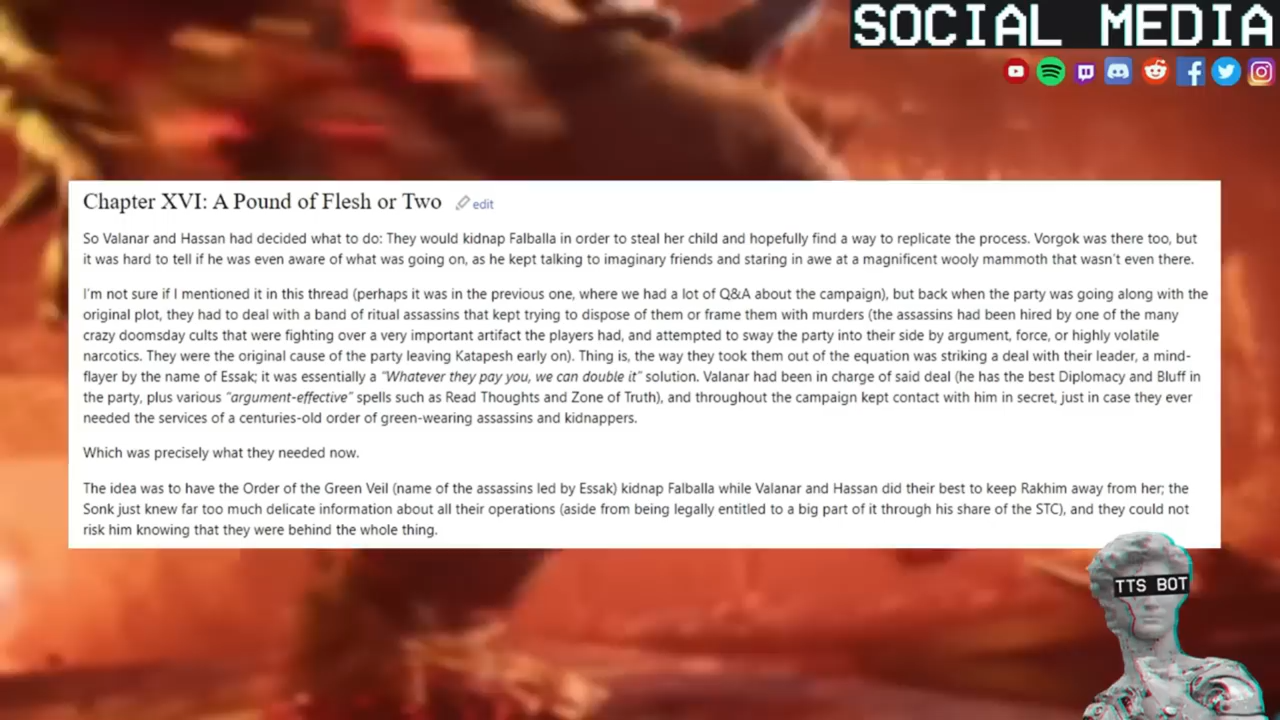 SOCIAL MEDIA
Chapter XVI: A Pound of Flesh or Two edit
So Valanar and Hassan had decided what to do: They would kidnap Falballa in order to steal her child and hopefully find a way to replicate the process. Vorgok was there too, but
it was hard to tell if he was even aware of what was going on, as he kept talking to imaginary friends and staring in awe at a magnificent wooly mammoth that wasn't even there.
I'm not sure if I mentioned it in this thread (perhaps it was in the previous one, where we had a lot of Q&A about the campaign), but back when the party was going along with the
original plot, they had to deal with a band of ritual assassins that kept trying to dispose of them or frame them with murders (the assassins had been hired by one of the many
crazy doomsday cults that were fighting over a very important artifact the players had, and attempted to sway the party into their side by argument, force, or highly volatile
narcotics. They were the original cause of the party leaving Katapesh early on). Thing is, the way they took them out of the equation was striking a deal with their leader, a mind-
flayer by the name of Essak; it was essentially a "Whatever they pay you, we can double it" solution. Valanar had been in charge of said deal (he has the best Diplomacy and Bluff in
the party, plus various "argument-effective" spells such as Read Thoughts and Zone of Truth), and throughout the campaign kept contact with him in secret, just in case they ever
needed the services of a centuries-old order of green-wearing assassins and kidnappers.
Which was precisely what they needed now.
The idea was to have the Order of the Green Veil (name of the assassins led by Essak) kidnap Falballa while Valanar and Hassan did their best to keep Rakhim away from her; the
Sonk just knew far too much delicate information about all their operations (aside from being legally entitled to a big part of it through his share of the STC), and they could not
risk him knowing that they were behind the whole thing.
TTS BOT